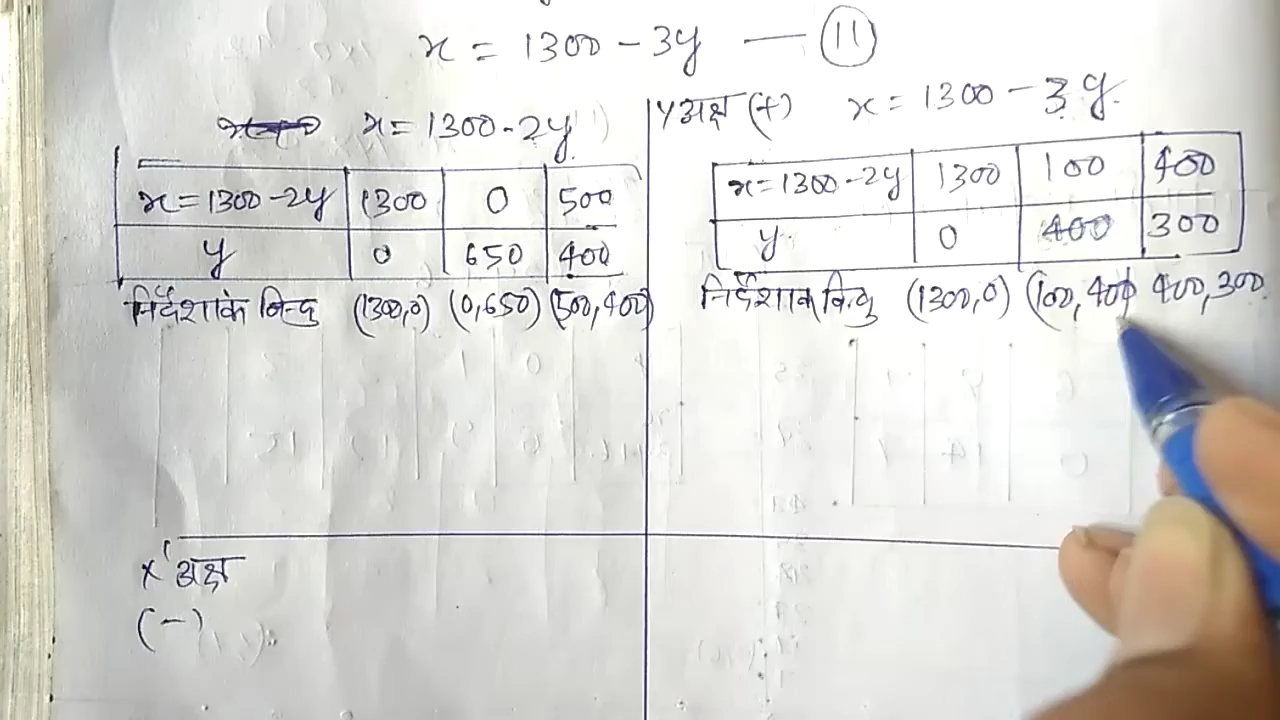 x = 1300 - 3y — (11)
x = 1300 - 2y
Y अक्ष (+) x = 1300 - 3y.
x = 1300 - 2y 1300 0 500
y 0 650 400
निर्देशांक बिन्दु (1300,0) (0,650) (500,400)
x = 1300 - 2y 1300 100 400
y 0 400 300
निर्देशाक बिन्दु (1300,0) (100,400 400,300
x' अक्ष
(-)